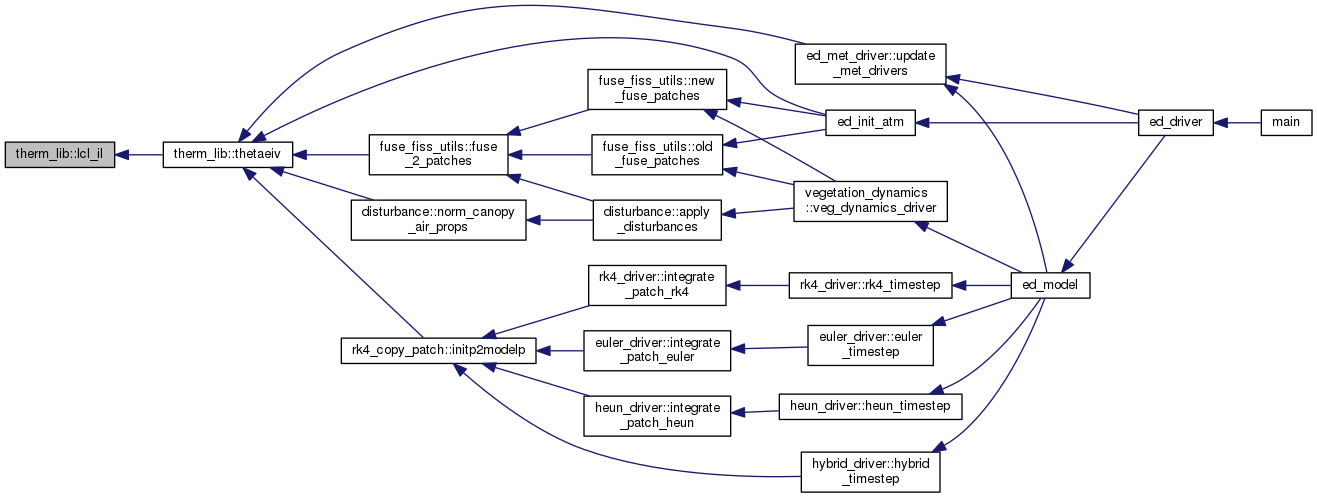 therm_lib::lcl_il
therm_lib::thetaeiv
ed_met_driver::update
_met_drivers
fuse_fiss_utils::new
_fuse_patches
ed_init_atm
ed_driver
main
fuse_fiss_utils::fuse
_2_patches
fuse_fiss_utils::old
_fuse_patches
vegetation_dynamics
::veg_dynamics_driver
disturbance::norm_canopy
_air_props
disturbance::apply
_disturbances
rk4_driver::integrate
_patch_rk4
rk4_driver::rk4_timestep
ed_model
rk4_copy_patch::initp2modelp
euler_driver::integrate
_patch_euler
euler_driver::euler
_timestep
heun_driver::integrate
_patch_heun
heun_driver::heun_timestep
hybrid_driver::hybrid
_timestep